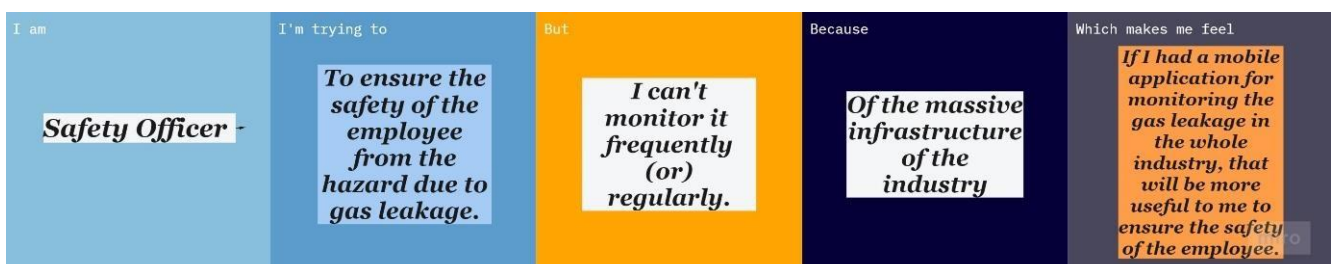 I am
Safety Officer -
I'm trying to
To ensure the
safety of the
employee
from the
hazard due to
gas leakage.
But
I can't
monitor it
frequently
(or)
regularly.
Because
Of the massive
infrastructure
of the
industry
Which makes me feel
If I had a mobile
application for
monitoring the
gas leakage in
the whole
industry, that
will be more
useful to me to
ensure the safety
of the employee.
miro